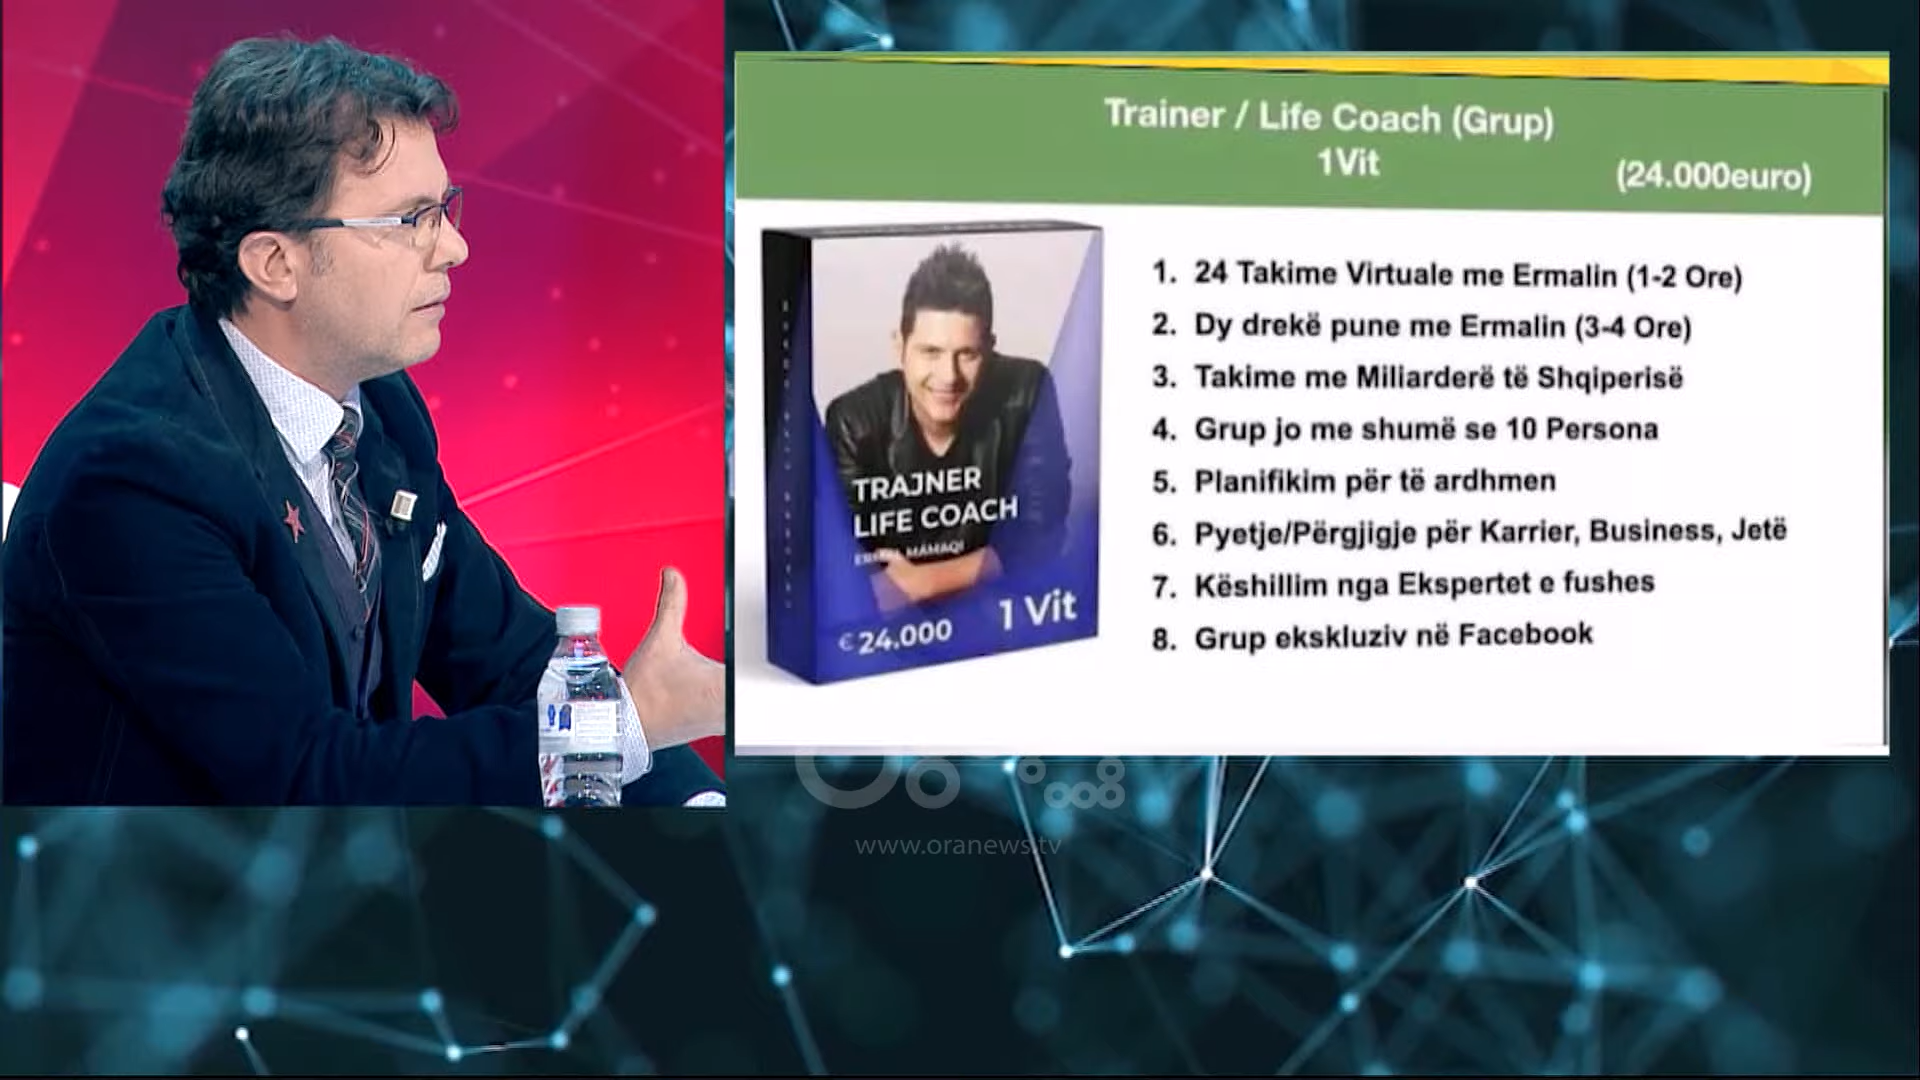 Trainer / Life Coach (Grup)
1Vit
(24.000euro)
1. 24 Takime Virtuale me Ermalin (1-2 Ore)
2. Dy drekë pune me Ermalin (3-4 Ore)
3. Takime me Miliarderë të Shqiperisë
4. Grup jo me shumë se 10 Persona
5. Planifikim për të ardhmen
6. Pyetje/Përgjigje për Karrier, Business, Jetë
7. Këshillim nga Ekspertet e fushes
8. Grup ekskluziv në Facebook
TRAJNER
LIFE COACH
MAMAQI
€24.000
1 Vit
www.oranews.tv